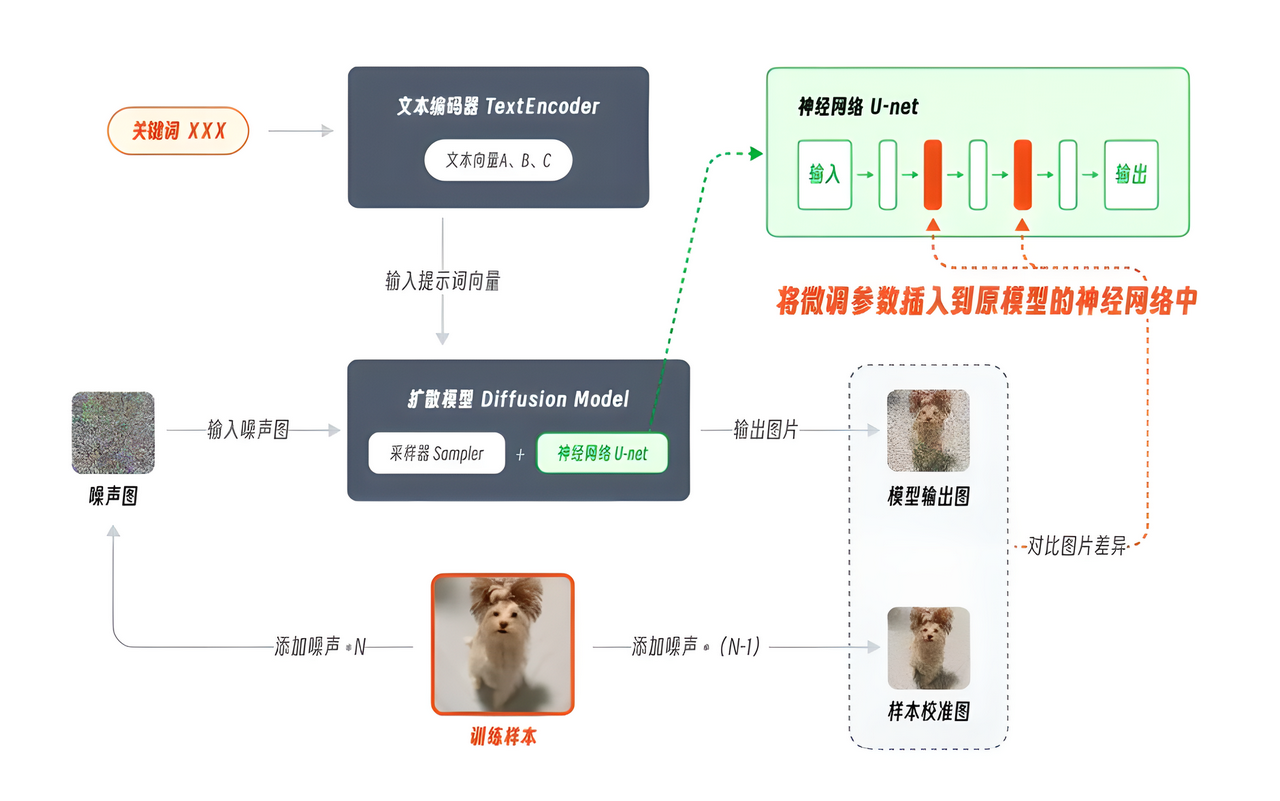 关键词 XXX
文本编码器 TextEncoder
文本向量A、B、C
神经网络 U-net
输入
输出
输入提示词向量
将微调参数插入到原模型的神经网络中
扩散模型 Diffusion Model
采样器 Sampler
+
神经网络 U-net
输入噪声图
输出图片
噪声图
模型输出图
对比图片差异
添加噪声 * N
添加噪声 * (N-1)
样本校准图
训练样本